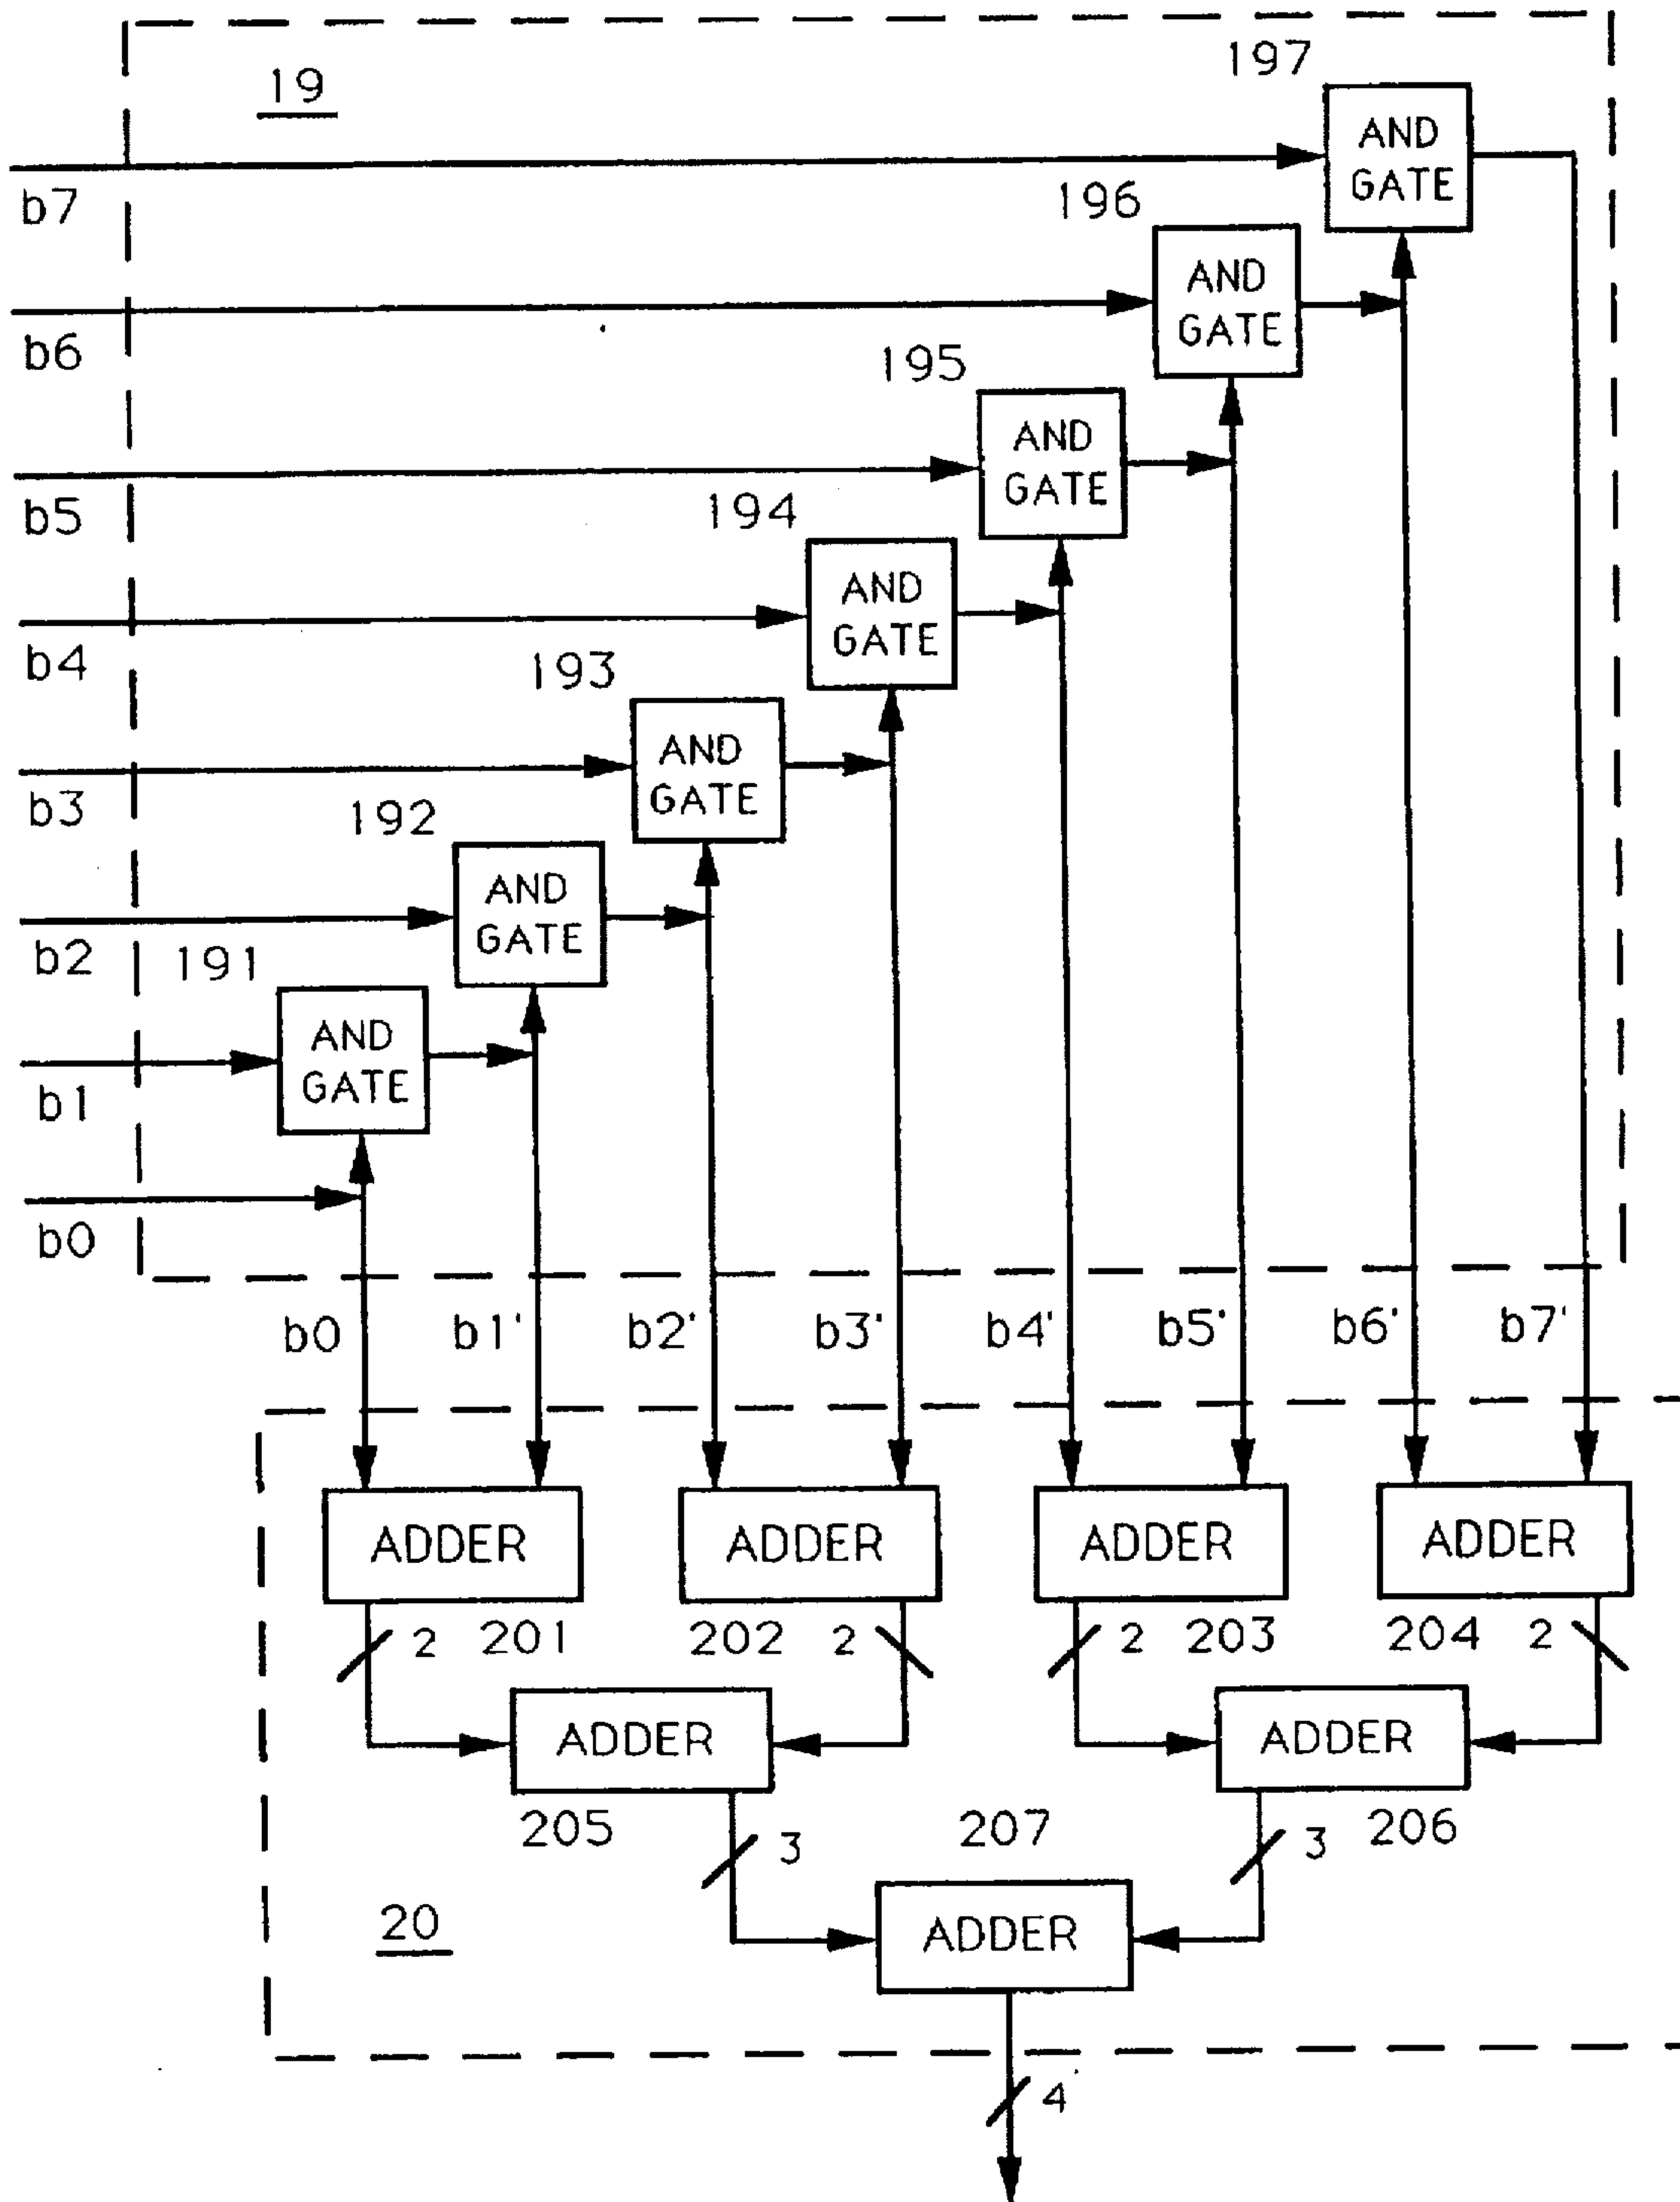 197
19
AND
GATE
b7
196
AND
GATE
b6
195
AND
GATE
b5
194
AND
GATE
b4
193
AND
GATE
b3
192
AND
GATE
b2
191
AND
GATE
b1
b0
b0 b1' b2' b3' b4' b5' b6' b7'
ADDER ADDER ADDER ADDER
2 201 202 2 2 203 204 2
ADDER ADDER
205 3 207 3 206
20
ADDER
4